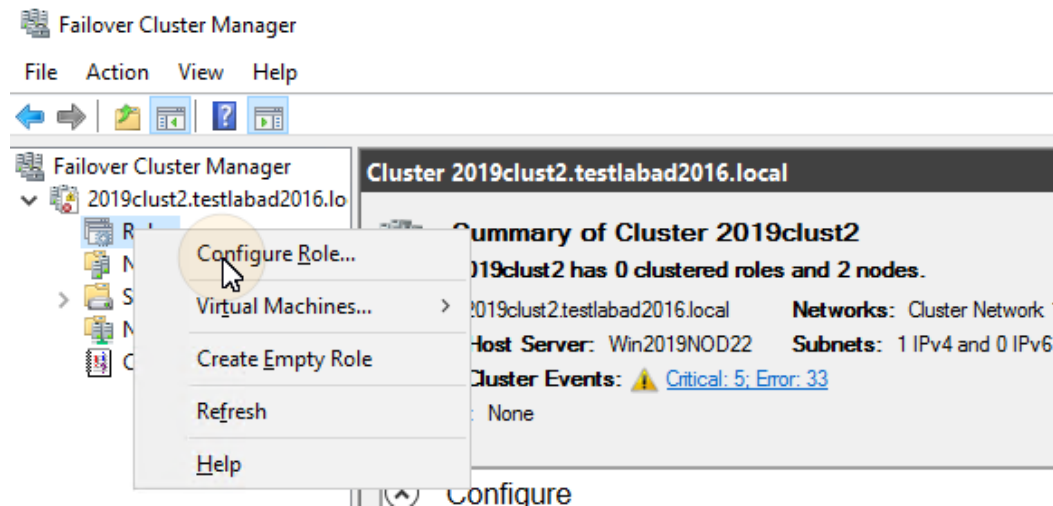 Failover Cluster Manager
File Action View Help
Failover Cluster Manager
2019clust2.testlabad2016.lo
Cluster 2019clust2.testlabad2016.local
Configure Role...
Virtual Machines...
Create Empty Role
Refresh
Help
Summary of Cluster 2019clust2
019clust2 has 0 clustered roles and 2 nodes.
2019clust2.testlabad2016.local Networks: Cluster Network
Host Server: Win2019NOD22 Subnets: 1 IPv4 and 0 IPv6
Cluster Events: Critical: 5; Error: 33
: None
Configure